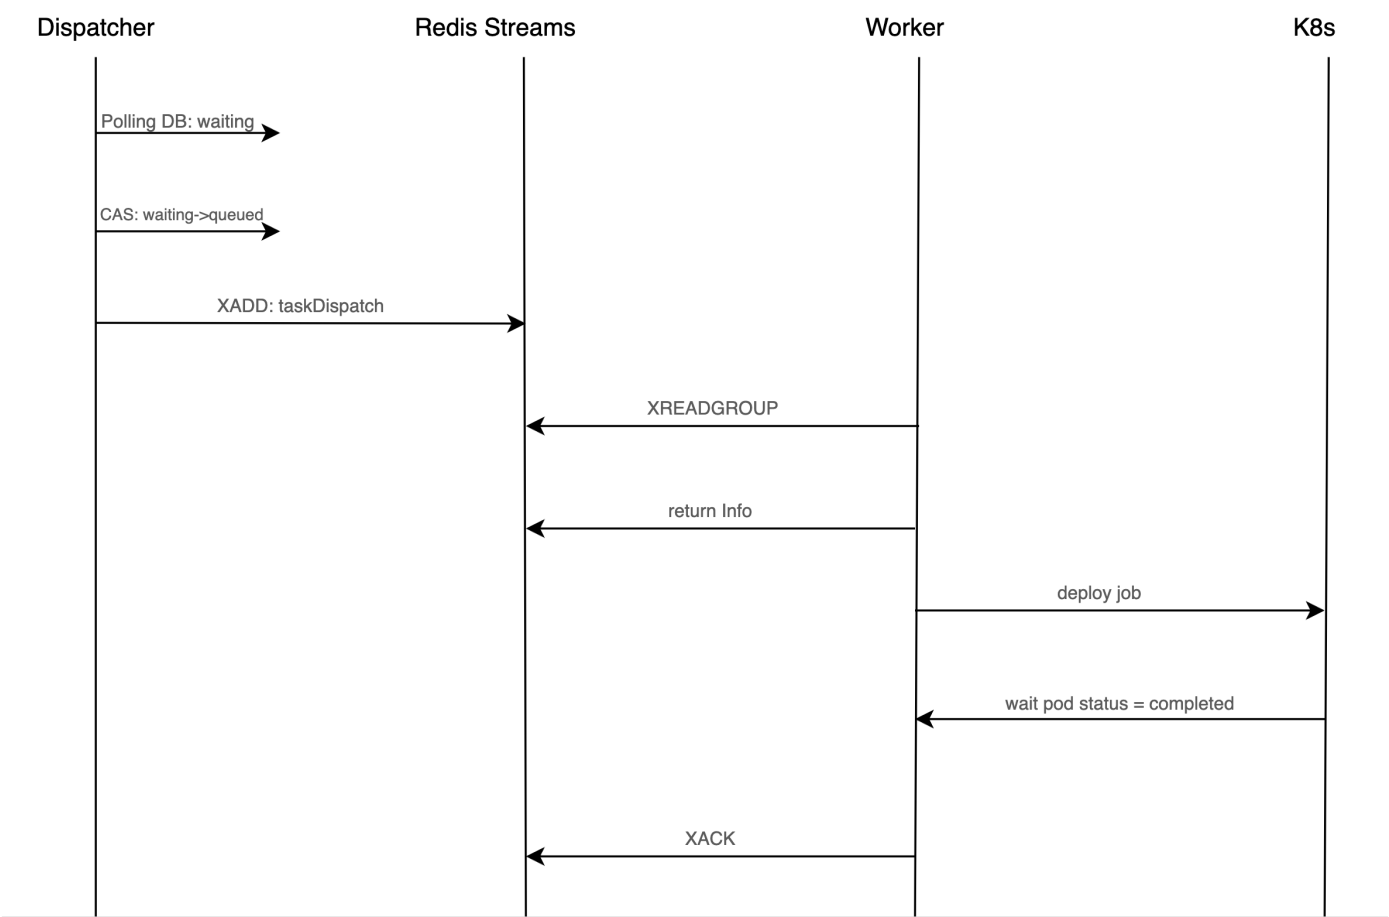 Dispatcher
Redis Streams
Worker
K8s
Polling DB: waiting
CAS: waiting->queued
XADD: taskDispatch
XREADGROUP
return Info
deploy job
wait pod status = completed
XACK